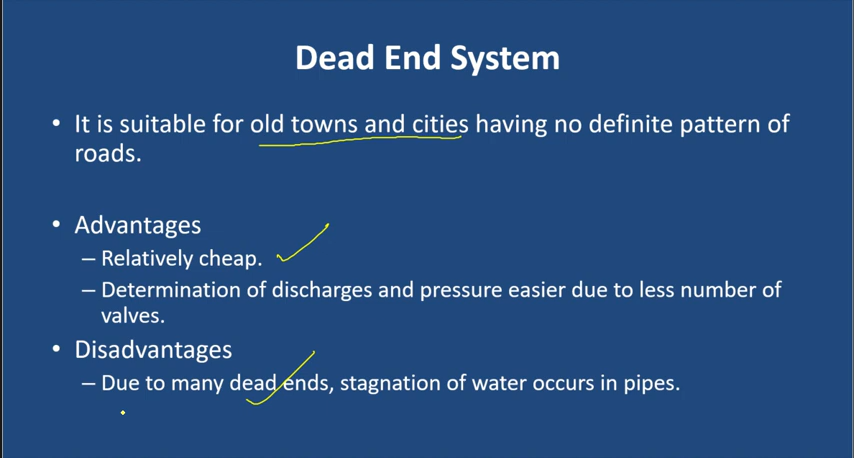 Dead End System
• It is suitable for old towns and cities having no definite pattern of
roads.
• Advantages
– Relatively cheap.
– Determination of discharges and pressure easier due to less number of
valves.
• Disadvantages
– Due to many dead ends, stagnation of water occurs in pipes.